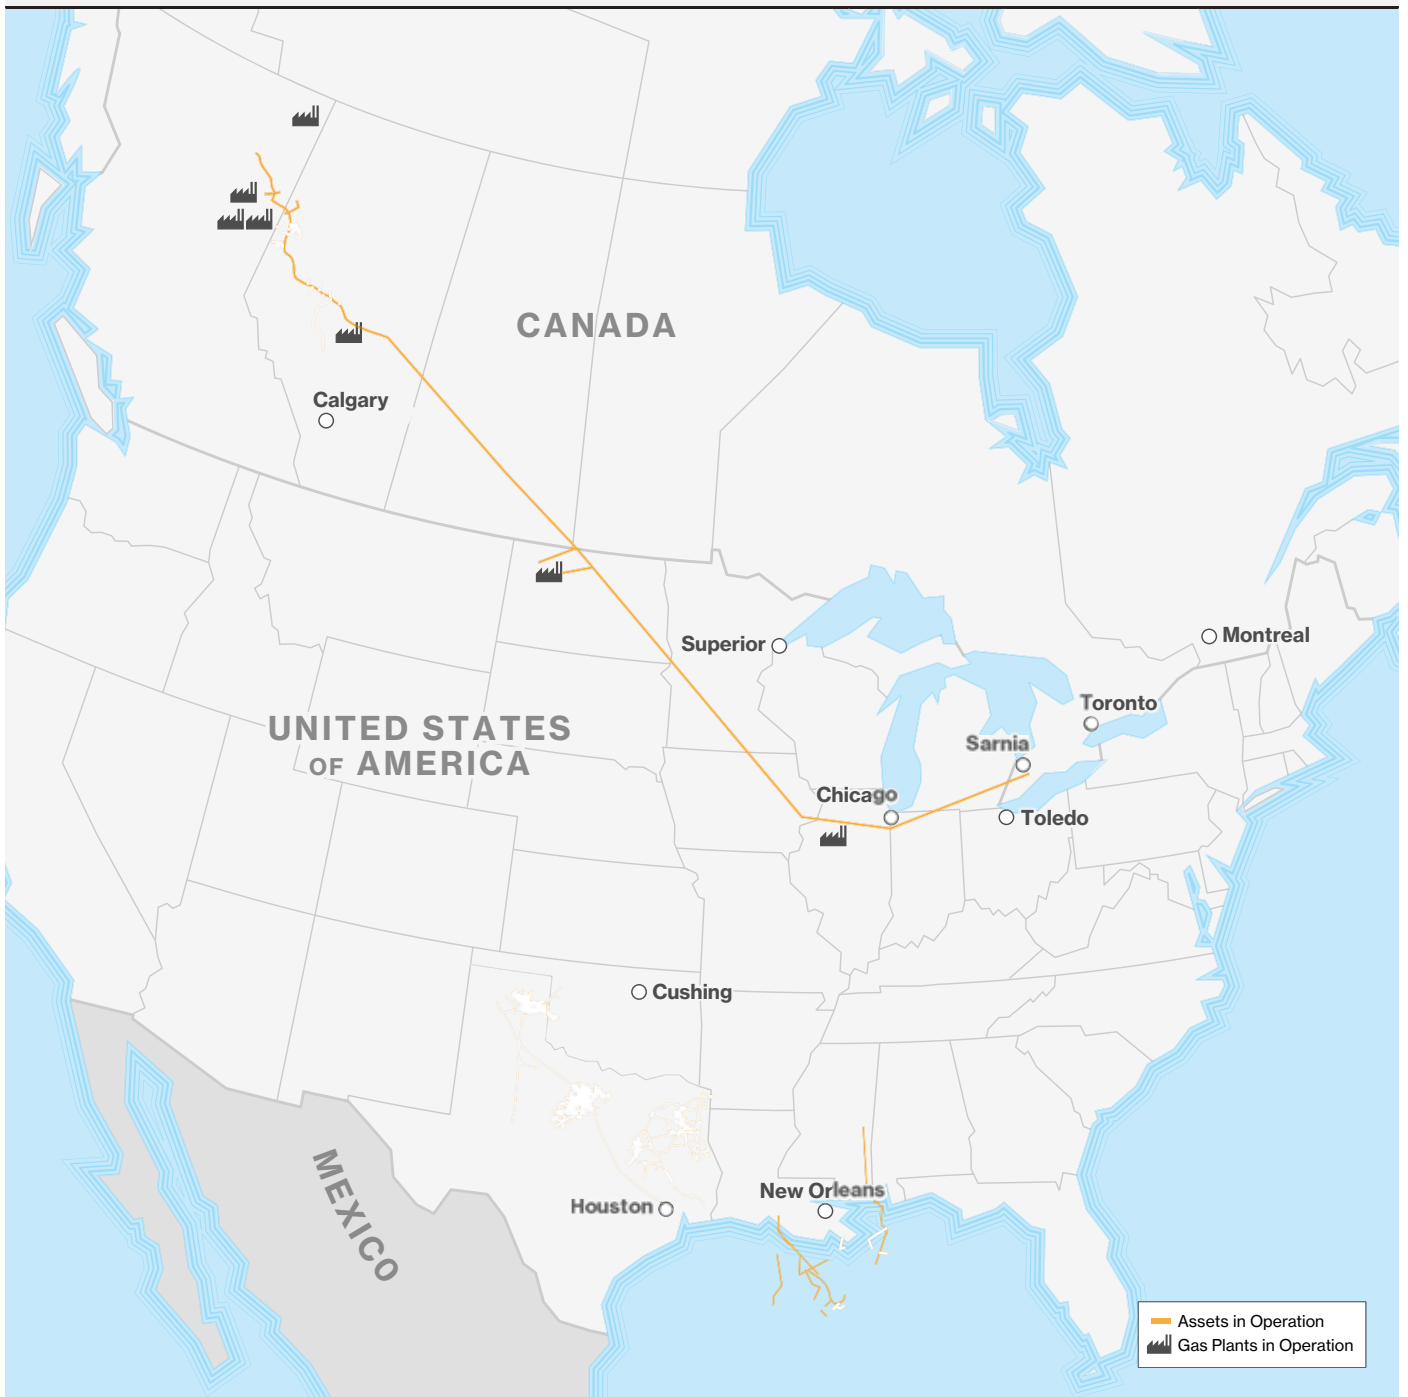 CANADA
Calgary
Superior
Montreal
Toronto
UNITED STATES
OF AMERICA
Sarnia
Chicago
Toledo
Cushing
MEXICO
New Orleans
Houston
Assets in Operation
Gas Plants in Operation